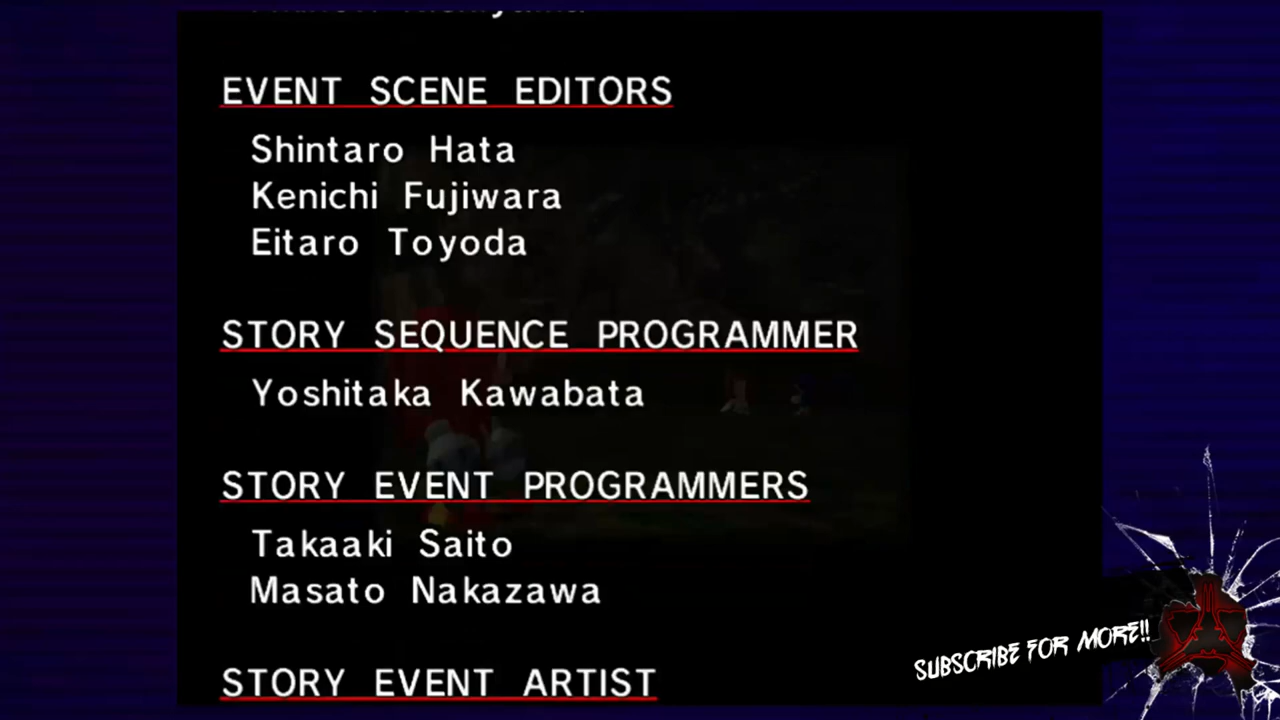 EVENT SCENE EDITORS
Shintaro Hata
Kenichi Fujiwara
Eitaro Toyoda
STORY SEQUENCE PROGRAMMER
Yoshitaka Kawabata
STORY EVENT PROGRAMMERS
Takaaki Saito
Masato Nakazawa
STORY EVENT ARTIST
SUBSCRIBE FOR MORE!!